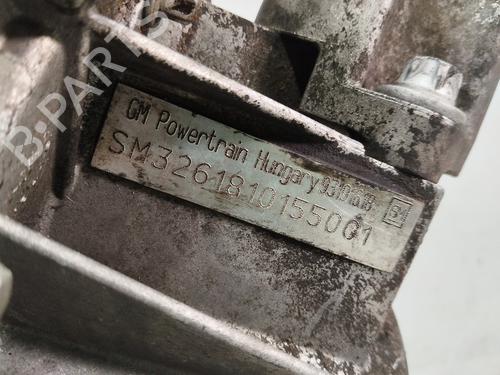 B-PARTS
GM Powertrain Hungary
SM3261810155001